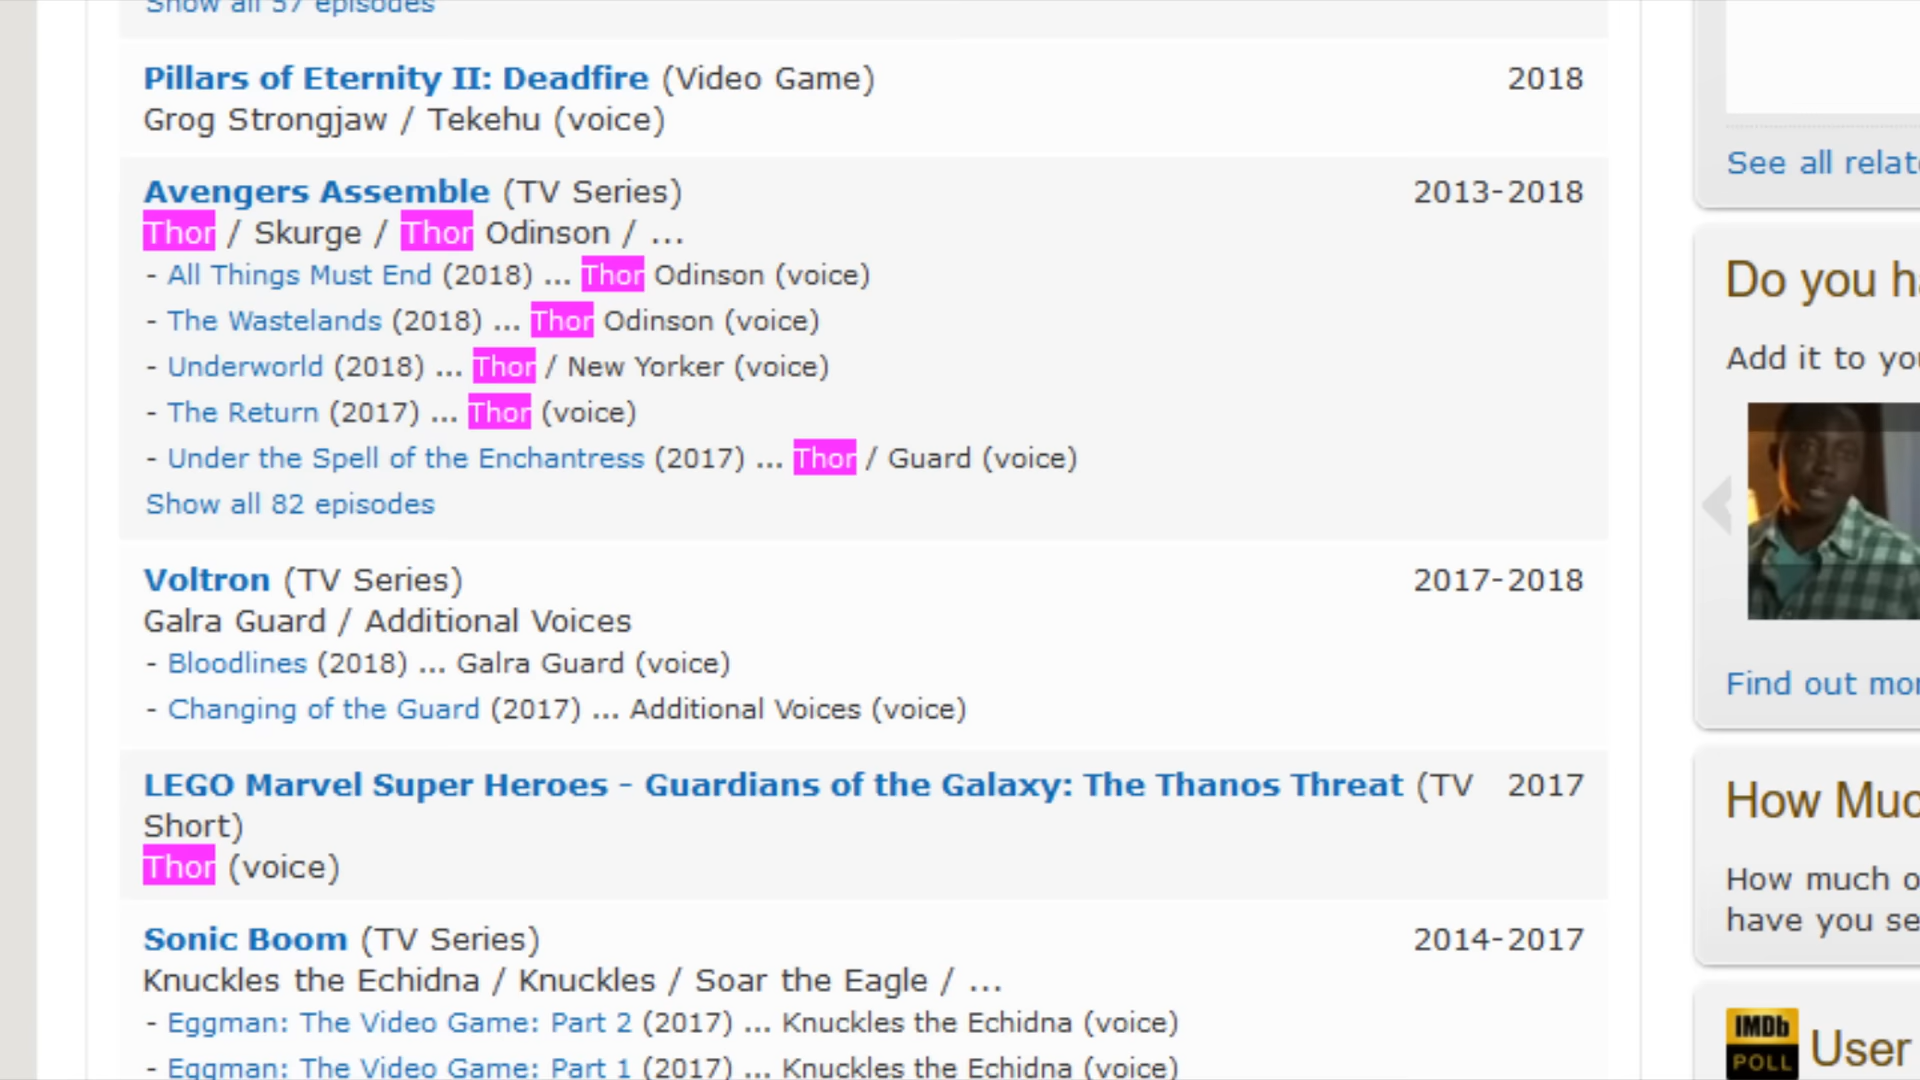 Show all 57 episodes
Pillars of Eternity II: Deadfire (Video Game) 2018
Grog Strongjaw / Tekehu (voice)
Avengers Assemble (TV Series) 2013-2018
Thor / Skurge / Thor Odinson / ...
- All Things Must End (2018) ... Thor Odinson (voice)
- The Wastelands (2018) ... Thor Odinson (voice)
- Underworld (2018) ... Thor / New Yorker (voice)
- The Return (2017) ... Thor (voice)
- Under the Spell of the Enchantress (2017) ... Thor / Guard (voice)
Show all 82 episodes
Voltron (TV Series) 2017-2018
Galra Guard / Additional Voices
- Bloodlines (2018) ... Galra Guard (voice)
- Changing of the Guard (2017) ... Additional Voices (voice)
LEGO Marvel Super Heroes - Guardians of the Galaxy: The Thanos Threat (TV 2017
Short)
Thor (voice)
Sonic Boom (TV Series) 2014-2017
Knuckles the Echidna / Knuckles / Soar the Eagle / ...
- Eggman: The Video Game: Part 2 (2017) ... Knuckles the Echidna (voice)
- Eggman: The Video Game: Part 1 (2017) ... Knuckles the Echidna (voice)
See all relat
Do you h
Add it to yo
Find out mo
How Muc
How much o
have you se
IMDb
POLL
User